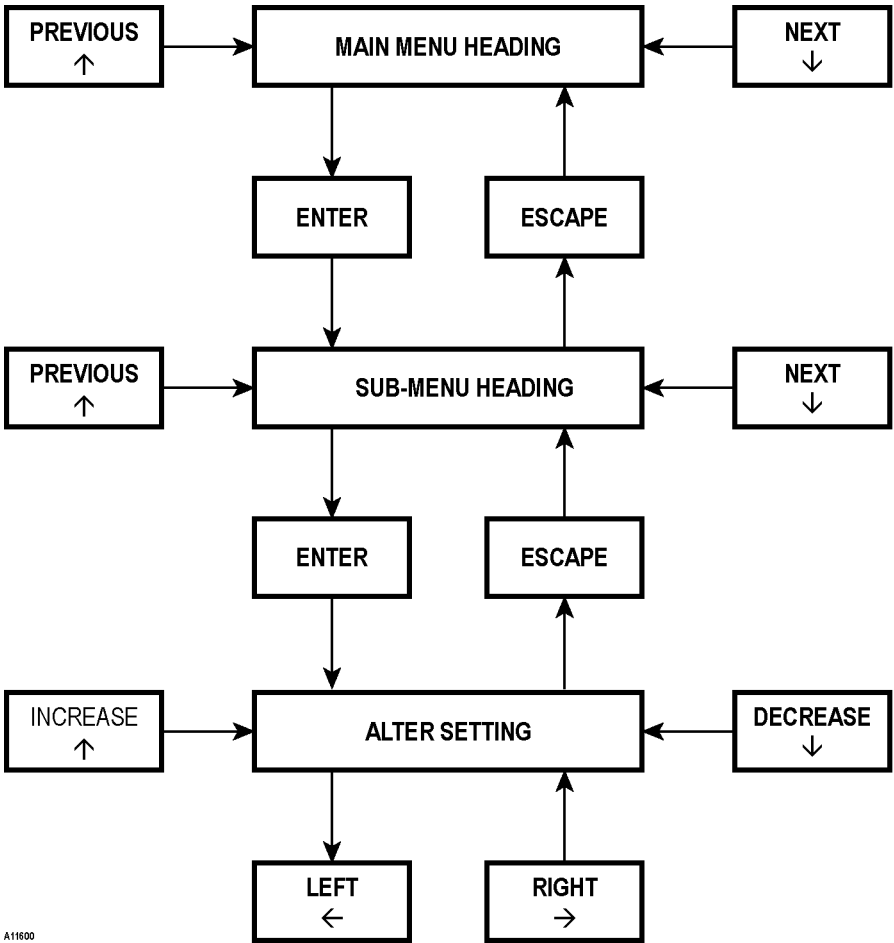 PREVIOUS
↑
MAIN MENU HEADING
NEXT
↓
ENTER
ESCAPE
PREVIOUS
↑
SUB-MENU HEADING
NEXT
↓
ENTER
ESCAPE
INCREASE
↑
ALTER SETTING
DECREASE
↓
LEFT
←
RIGHT
→
A11600